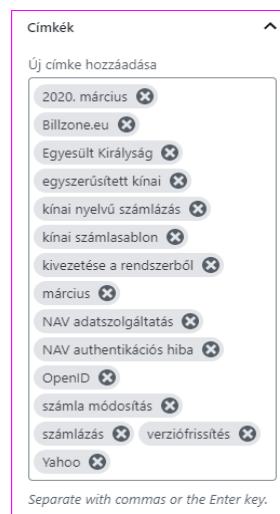 Címkék
Új címke hozzáadása
2020. március
Billzone.eu
Egyesült Királyság
egyszerűsített kínai
kínai nyelvű számlázás
kínai számlasablon
kivezetése a rendszerből
március
NAV adatszolgáltatás
NAV authentikációs hiba
OpenID
számla módosítás
számlázás verziófrissítés
Yahoo
Separate with commas or the Enter key.